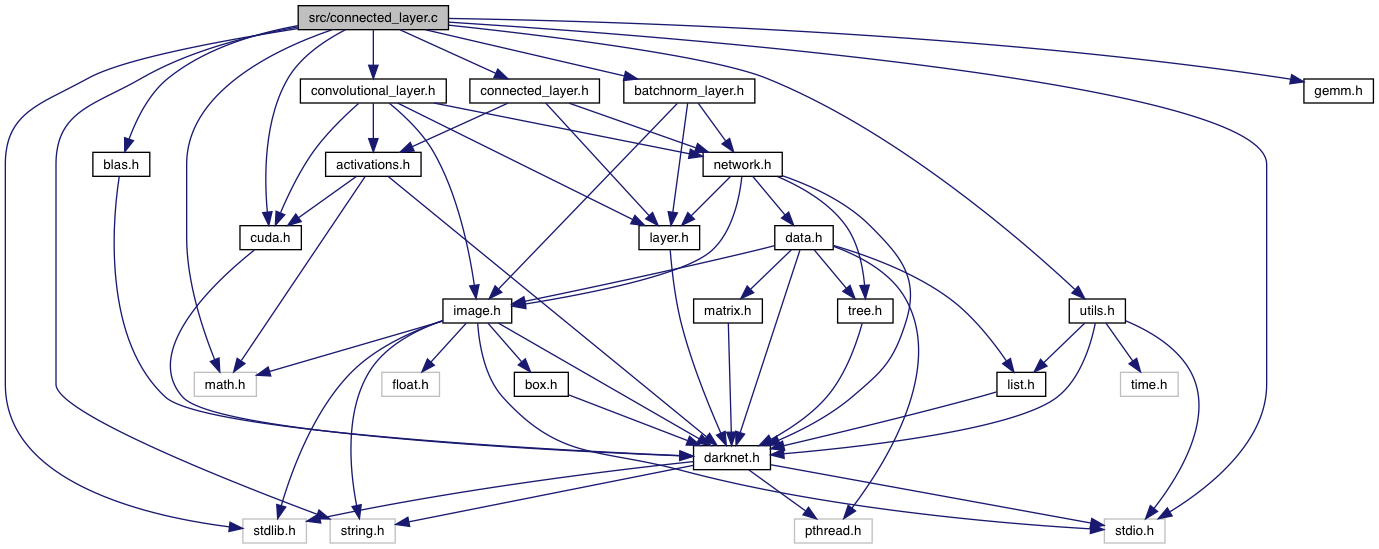 src/connected_layer.c
convolutional_layer.h
connected_layer.h
batchnorm_layer.h
gemm.h
blas.h
activations.h
network.h
cuda.h
layer.h
data.h
image.h
matrix.h
tree.h
utils.h
math.h
float.h
box.h
list.h
time.h
darknet.h
stdlib.h
string.h
pthread.h
stdio.h